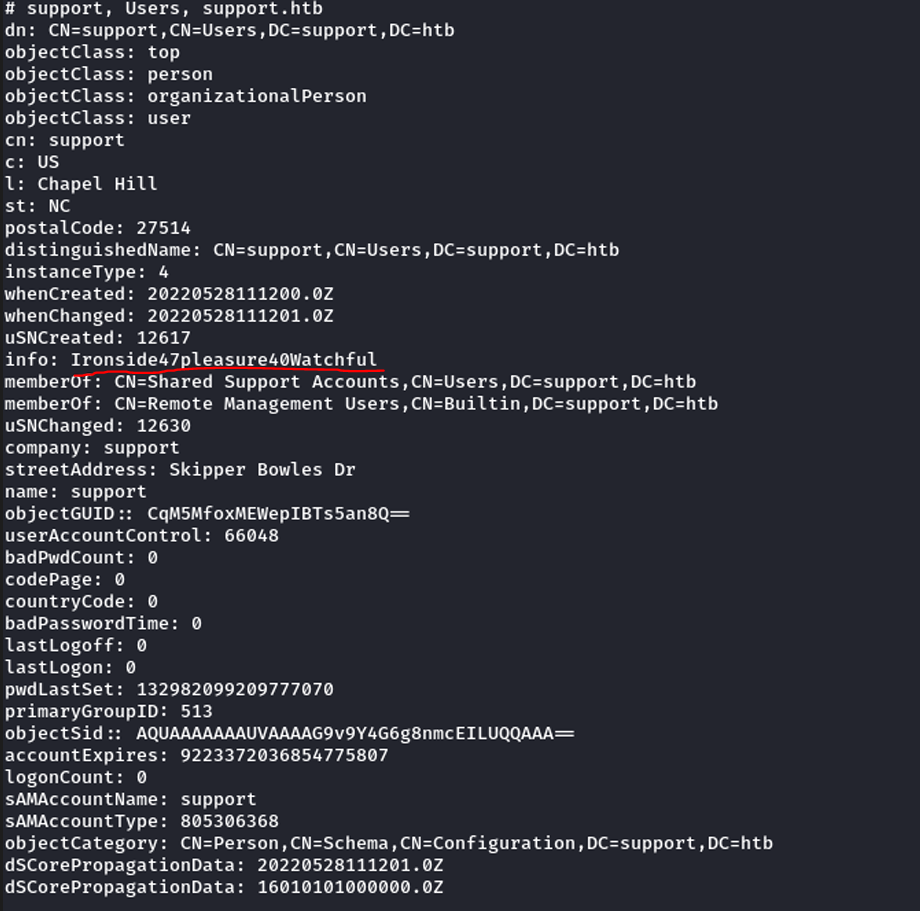 # support, Users, support.htb
dn: CN=support,CN=Users,DC=support,DC=htb
objectClass: top
objectClass: person
objectClass: organizationalPerson
objectClass: user
cn: support
c: US
l: Chapel Hill
st: NC
postalCode: 27514
distinguishedName: CN=support,CN=Users,DC=support,DC=htb
instanceType: 4
whenCreated: 20220528111200.0Z
whenChanged: 20220528111201.0Z
uSNCreated: 12617
info: Ironside47pleasure40Watchful
memberOf: CN=Shared Support Accounts,CN=Users,DC=support,DC=htb
memberOf: CN=Remote Management Users,CN=Builtin,DC=support,DC=htb
uSNChanged: 12630
company: support
streetAddress: Skipper Bowles Dr
name: support
objectGUID:: CqM5MfoxMEWepIBTs5an8Q==
userAccountControl: 66048
badPwdCount: 0
codePage: 0
countryCode: 0
badPasswordTime: 0
lastLogoff: 0
lastLogon: 0
pwdLastSet: 132982099209777070
primaryGroupID: 513
objectSid:: AQUAAAAAAAUVAAAAG9v9Y4G6g8nmcEILUQQAAA==
accountExpires: 9223372036854775807
logonCount: 0
sAMAccountName: support
sAMAccountType: 805306368
objectCategory: CN=Person,CN=Schema,CN=Configuration,DC=support,DC=htb
dSCorePropagationData: 20220528111201.0Z
dSCorePropagationData: 16010101000000.0Z